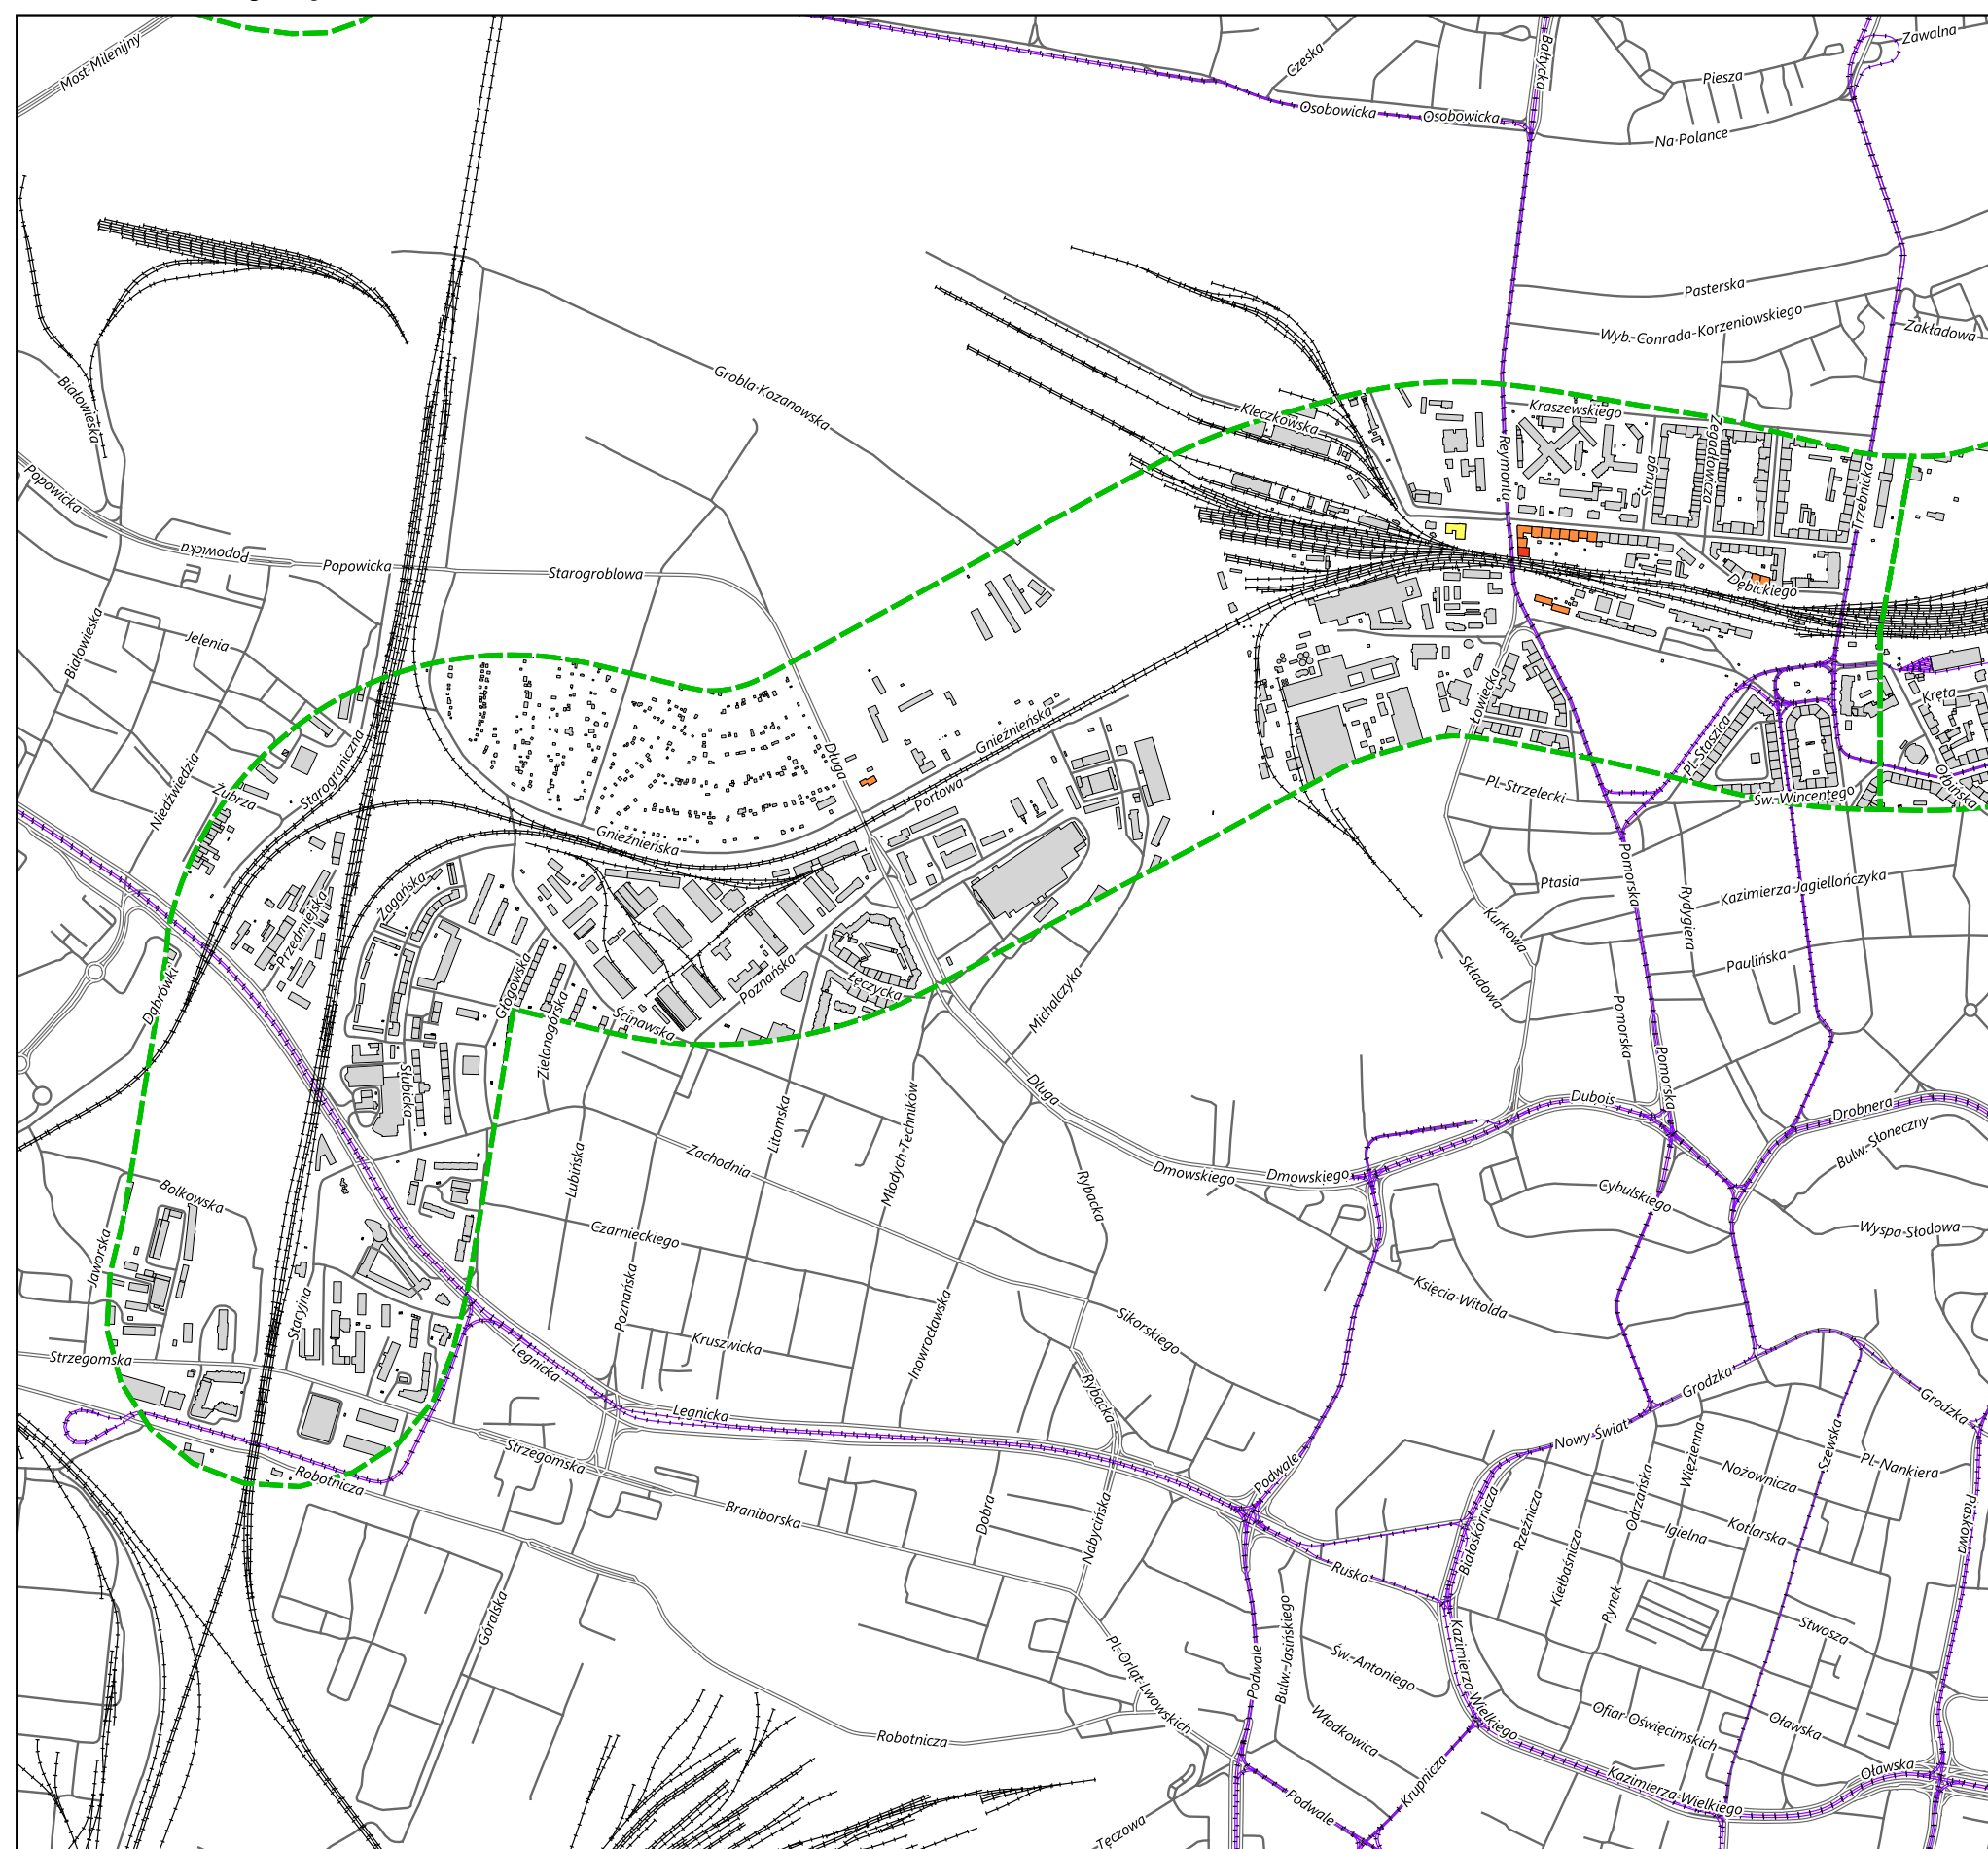 Most Milenijny
Czeska
Bałtycka
Zawalna
Piesza
Osobowicka
Osobowicka
Na Polance
Pasterska
Wyb. Conrada-Korzeniowskiego
Zakładowa
Białowieska
Grobla Kozanowska
Kleczkowska
Kraszewskiego
Zegadłowicza
Reymonta
Struga
Trzebnicka
Popowicka
Popowicka
Popowicka
Starogroblowa
Dębickiego
Białowieska
Jelenia
Łowiecka
Kręta
Długa
Gnieźnieńska
Pl. Staszica
Starograniczna
Niedźwiedzia
Żubrza
Portowa
Pl. Strzelecki
Św. Wincentego
Ołbińska
Gnieźnieńska
Pomorska
Ptasia
Kazimierza Jagiellończyka
Żagańska
Rydygiera
Przedmiejska
Kurkowa
Paulińska
Głogowska
Poznańska
Łęczycka
Składowa
Dąbrówki
Zielonogórska
Ścinawska
Michalczyka
Pomorska
Pomorska
Słubicka
Długa
Dubois
Drobnera
Litomska
Młodych Techników
Bulw. Słoneczny
Zachodnia
Lubińska
Dmowskiego
Dmowskiego
Rybacka
Cybulskiego
Bolkowska
Czarnieckiego
Wyspa Słodowa
Jaworska
Stacyjna
Poznańska
Inowrocławska
Księcia Witolda
Sikorskiego
Kruszwicka
Strzegomska
Legnicka
Rybacka
Grodzka
Grodzka
Legnicka
Nowy Świat
Więzienna
Szewska
Strzegomska
Podwale
Pl. Nankiera
Nożownicza
Robotnicza
Braniborska
Dobra
Nabycińska
Białoskórnicza
Rzeźnicza
Odrzańska
Igielna
Kotlarska
Piaskowa
Ruska
Kiełbaśnicza
Rynek
Góralska
Bulw. Jasińskiego
Stwosza
Pl. Orląt Lwowskich
Podwale
Św. Antoniego
Kazimierza Wielkiego
Włodkowica
Ofiar Oświęcimskich
Oławska
Robotnicza
Krupnicza
Oławska
Kazimierza Wielkiego
Podwale
Tęczowa